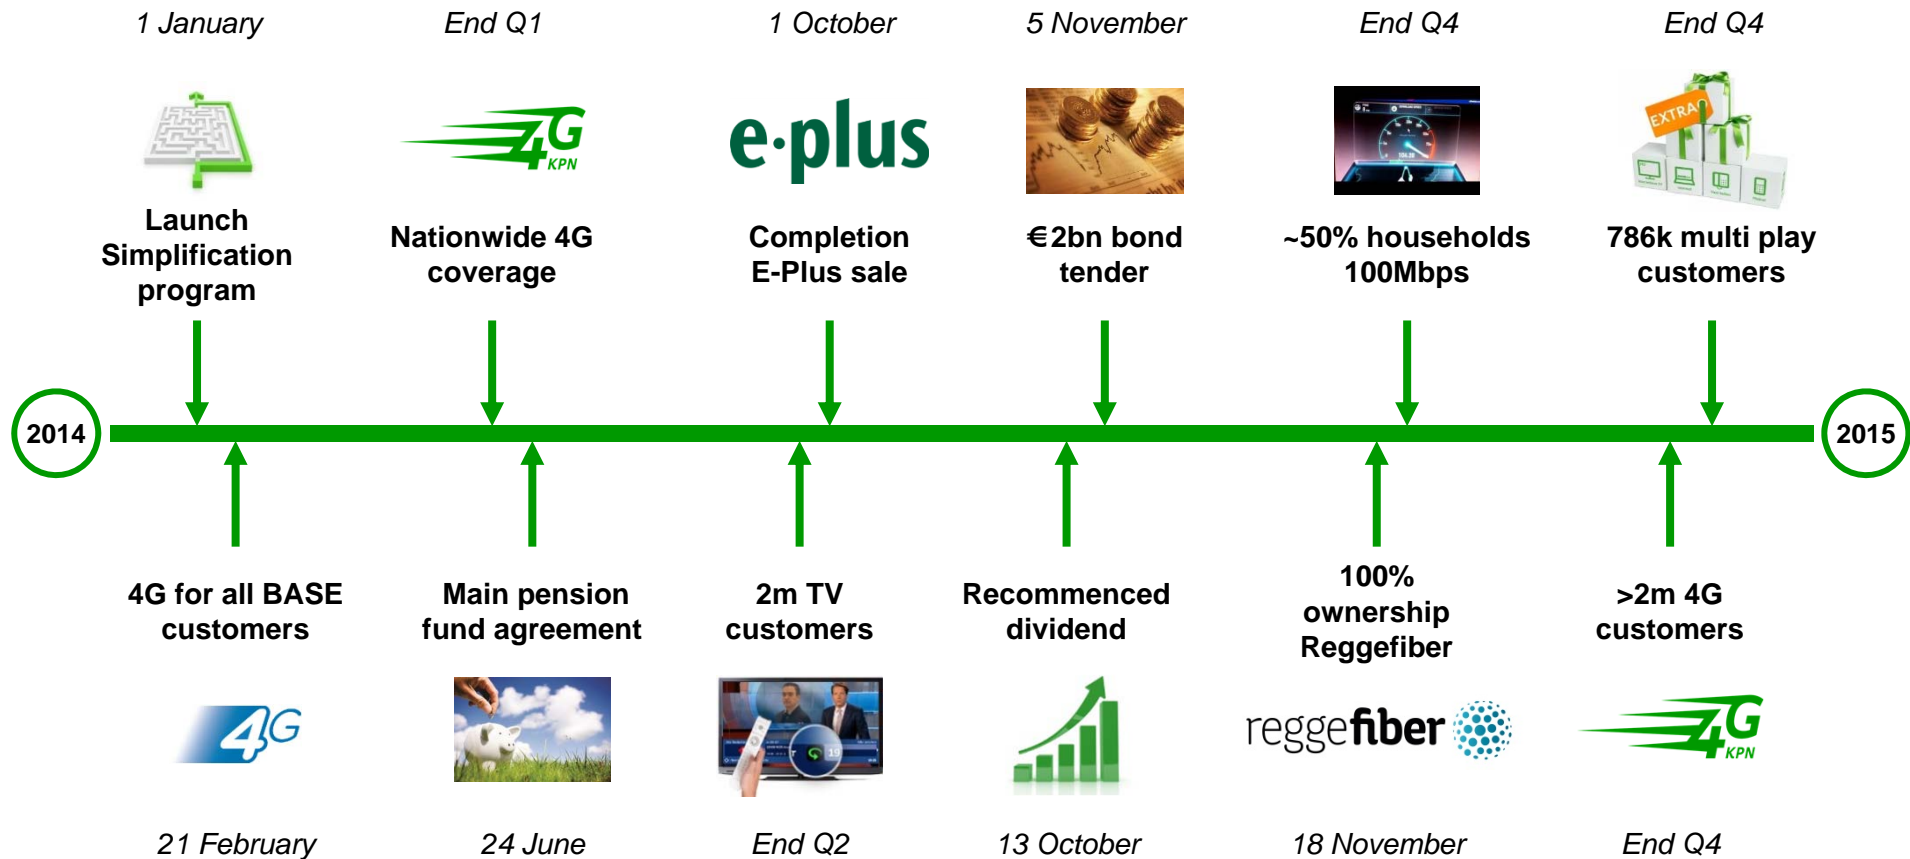 1 January
End Q1
1 October
5 November
End Q4
End Q4
4G
KPN
e·plus
EXTRA
Launch
Simplification
program
Nationwide 4G
coverage
Completion
E-Plus sale
€2bn bond
tender
~50% households
100Mbps
786k multi play
customers
2014
2015
4G for all BASE
customers
Main pension
fund agreement
2m TV
customers
Recommenced
dividend
100%
ownership
Reggefiber
>2m 4G
customers
4G
19
reggefiber
4G
KPN
21 February
24 June
End Q2
13 October
18 November
End Q4